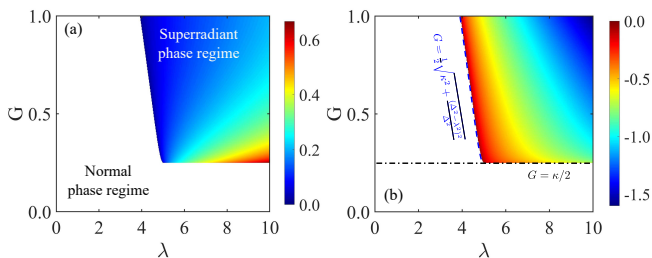 (a)
Superradiant
phase regime
Normal
phase regime
G
1.0
0.5
0.0
0 2 4 6 8 10
λ
0.6
0.4
0.2
0.0
(b)
G = κ/2
G
1.0
0.5
0.0
0 2 4 6 8 10
λ
0.0
-0.5
-1.0
-1.5